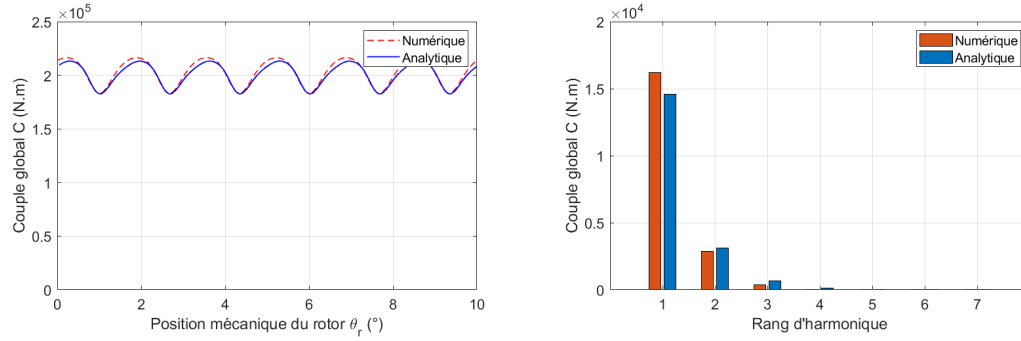 2.5 ×10⁵
2
1.5
1
0.5
0
0 2 4 6 8 10
Couple global C (N.m)
Position mécanique du rotor θr (°)
Numérique
Analytique
2 ×10⁴
1.5
1
0.5
0
1 2 3 4 5 6 7
Couple global C (N.m)
Rang d'harmonique
Numérique
Analytique